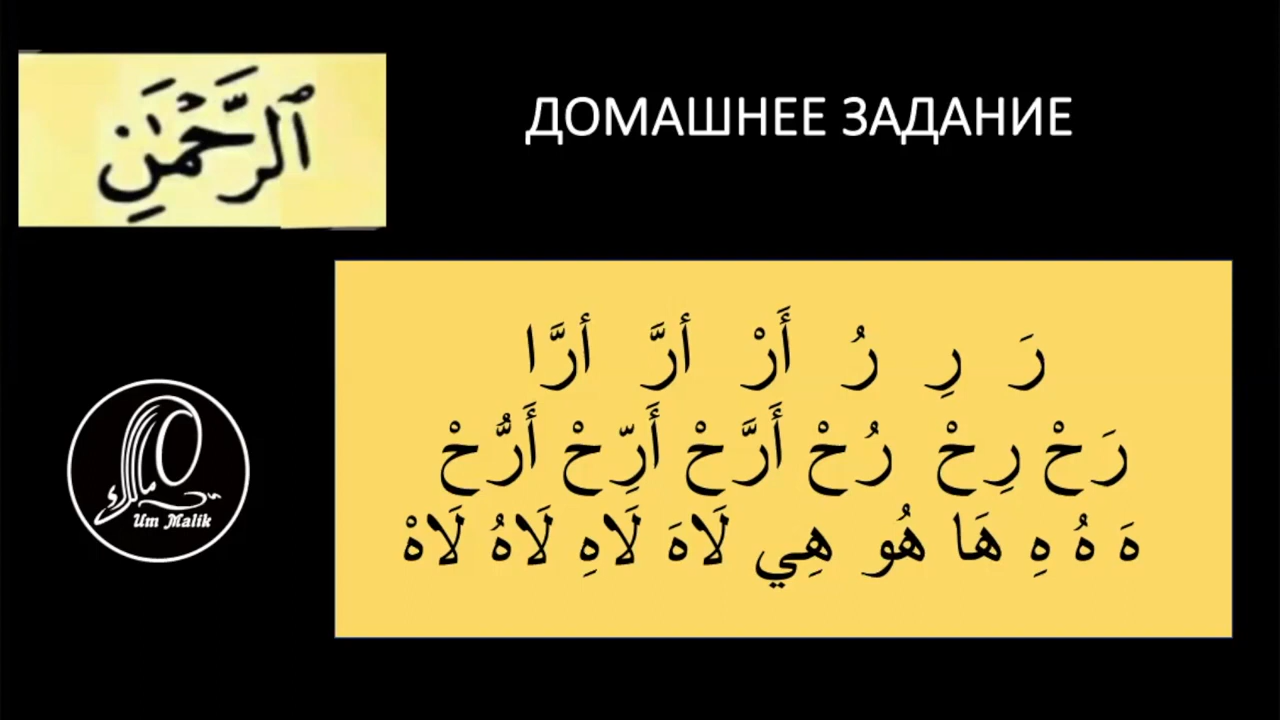 ДОМАШНЕЕ ЗАДАНИЕ
ٱلرَّحْمَٰنِ
رَ رِ رُ أَرْ أرَّ أرَّا
رَحْ رِحْ رُحْ أَرَّحْ أَرِّحْ أَرُّحْ
هَ هُ هِ هَا هُو هِي لَاهَ لَاهِ لَاهُ لَاهْ
Um Malik